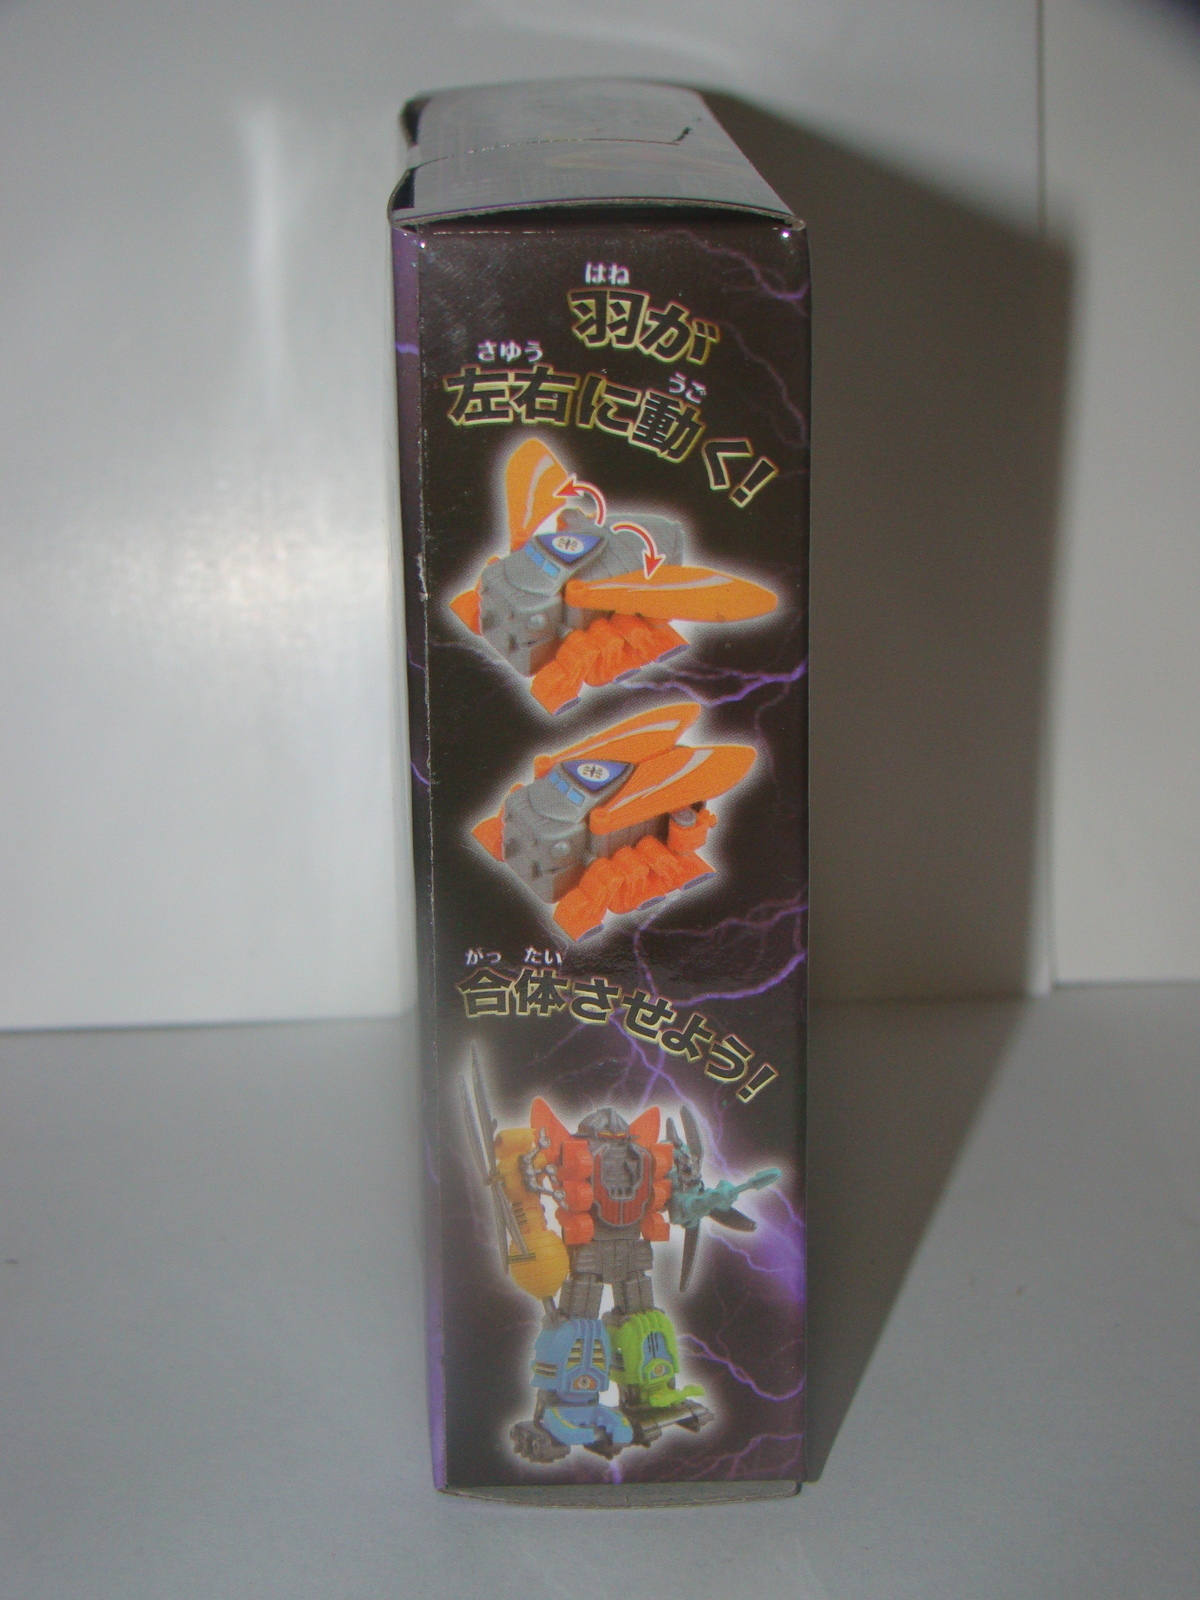 はね
羽が
さゆう
うご
左右に動く!
がっ たい
合体させよう!